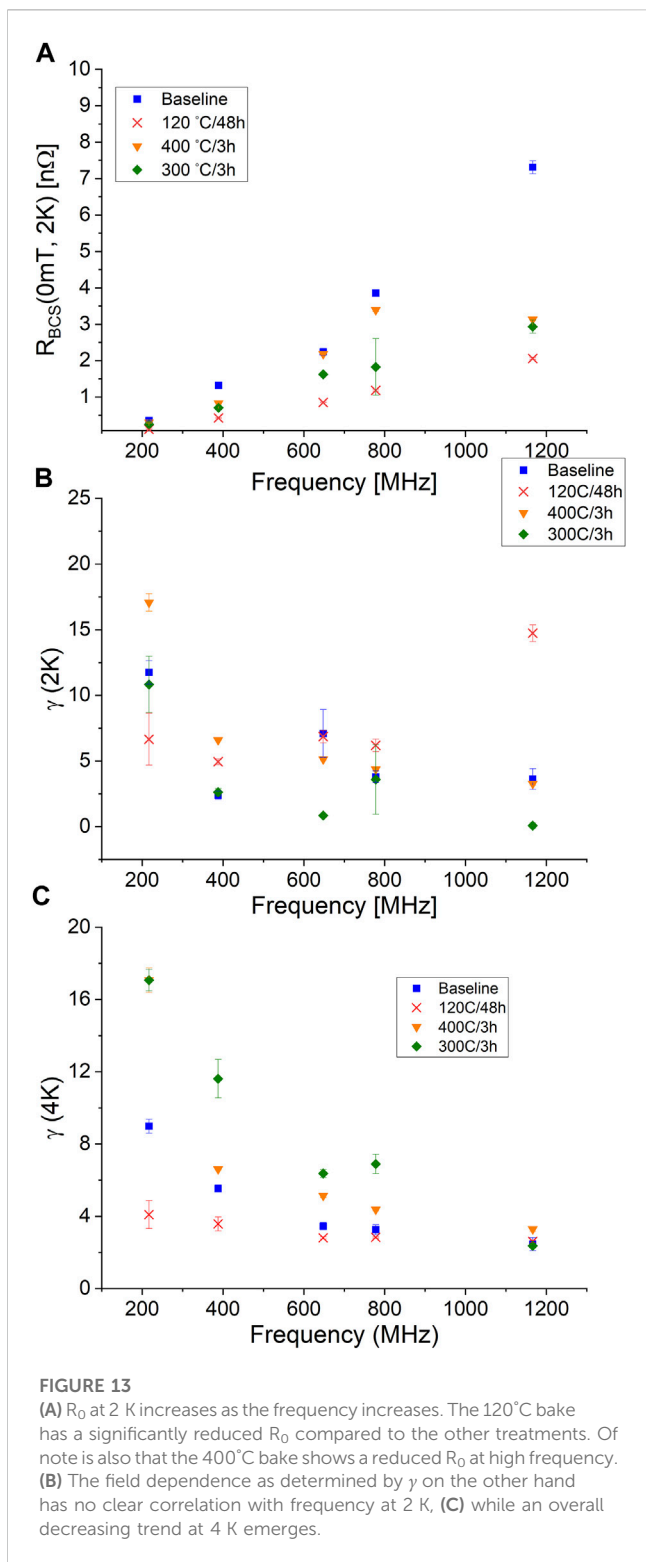 A
10
9
8
7
6
5
4
3
2
1
R_BCS(0mT, 2K) [nΩ]
Baseline
120 °C/48h
400 °C/3h
300 °C/3h
200 400 600 800 1000 1200
Frequency [MHz]
B
25
20
15
10
5
0
γ (2K)
Baseline
120C/48h
400C/3h
300C/3h
200 400 600 800 1000 1200
Frequency [MHz]
C
20
16
12
8
4
0
γ (4K)
Baseline
120C/48h
400C/3h
300C/3h
200 400 600 800 1000 1200
Frequency (MHz)
FIGURE 13
(A) R₀ at 2 K increases as the frequency increases. The 120°C bake
has a significantly reduced R₀ compared to the other treatments. Of
note is also that the 400°C bake shows a reduced R₀ at high frequency.
(B) The field dependence as determined by γ on the other hand
has no clear correlation with frequency at 2 K, (C) while an overall
decreasing trend at 4 K emerges.